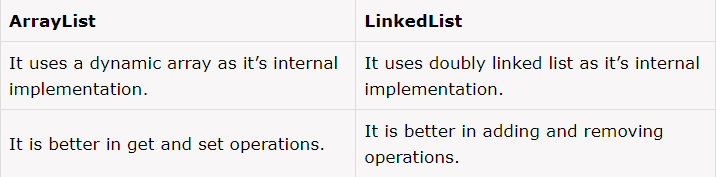 ArrayList
LinkedList
It uses a dynamic array as it’s internal
implementation.
It uses doubly linked list as it’s internal
implementation.
It is better in get and set operations.
It is better in adding and removing
operations.